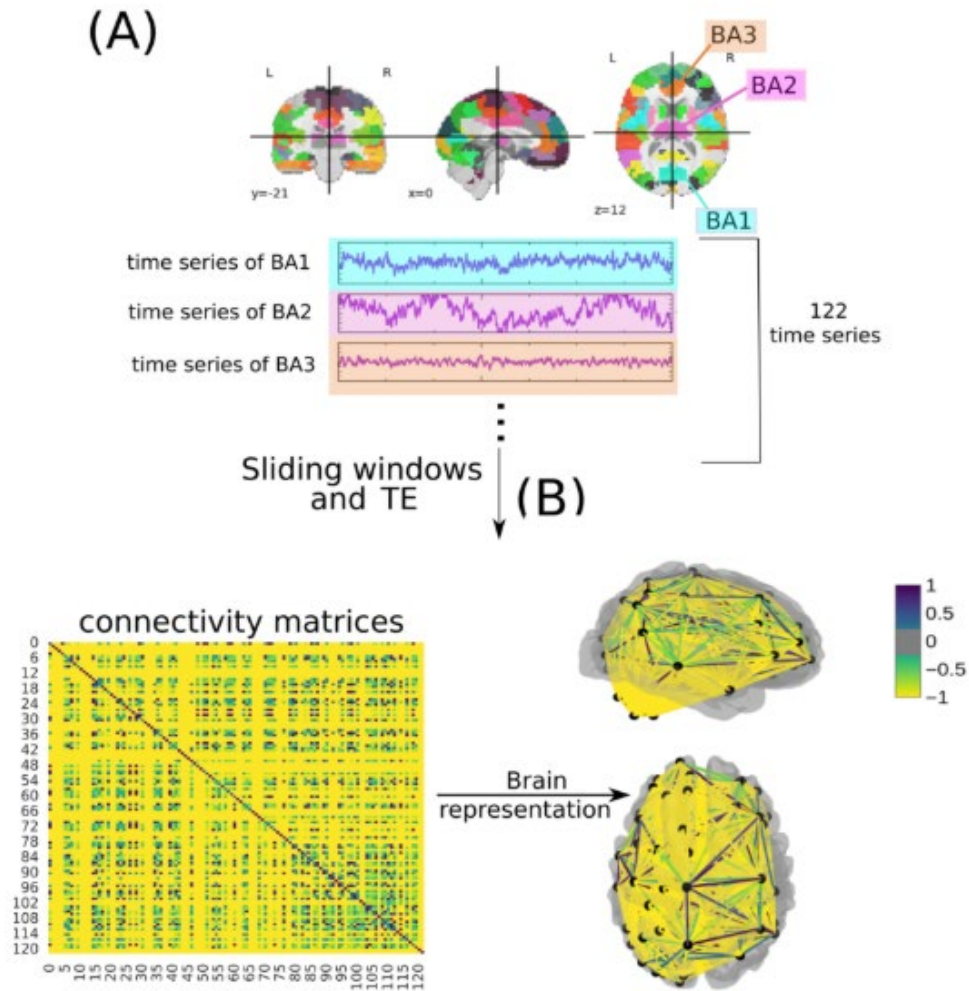 (A)
BA3
L
R
L
R
BA2
y=-21
x=0
z=12
BA1
time series of BA1
time series of BA2
time series of BA3
122
time series
Sliding windows
and TE
(B)
connectivity matrices
1
0.5
0
−0.5
−1
0
6
12
18
24
30
36
42
48
54
60
66
72
78
84
90
96
102
108
114
120
Brain
representation
0
5
10
15
20
25
30
35
40
45
50
55
60
65
70
75
80
85
90
95
100
105
110
115
120